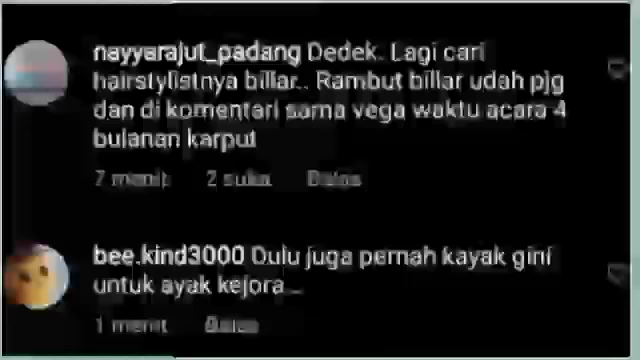 nayyarajut_padang Dedek. Lagi cari
hairstylistnya billar.. Rambut billar udah pjg
dan di komentari sama vega waktu acara 4
bulanan karput
7 menit 2 suka Balas
bee.kind3000 Dulu juga pernah kayak gini
untuk ayak kejora...
1 menit Balas